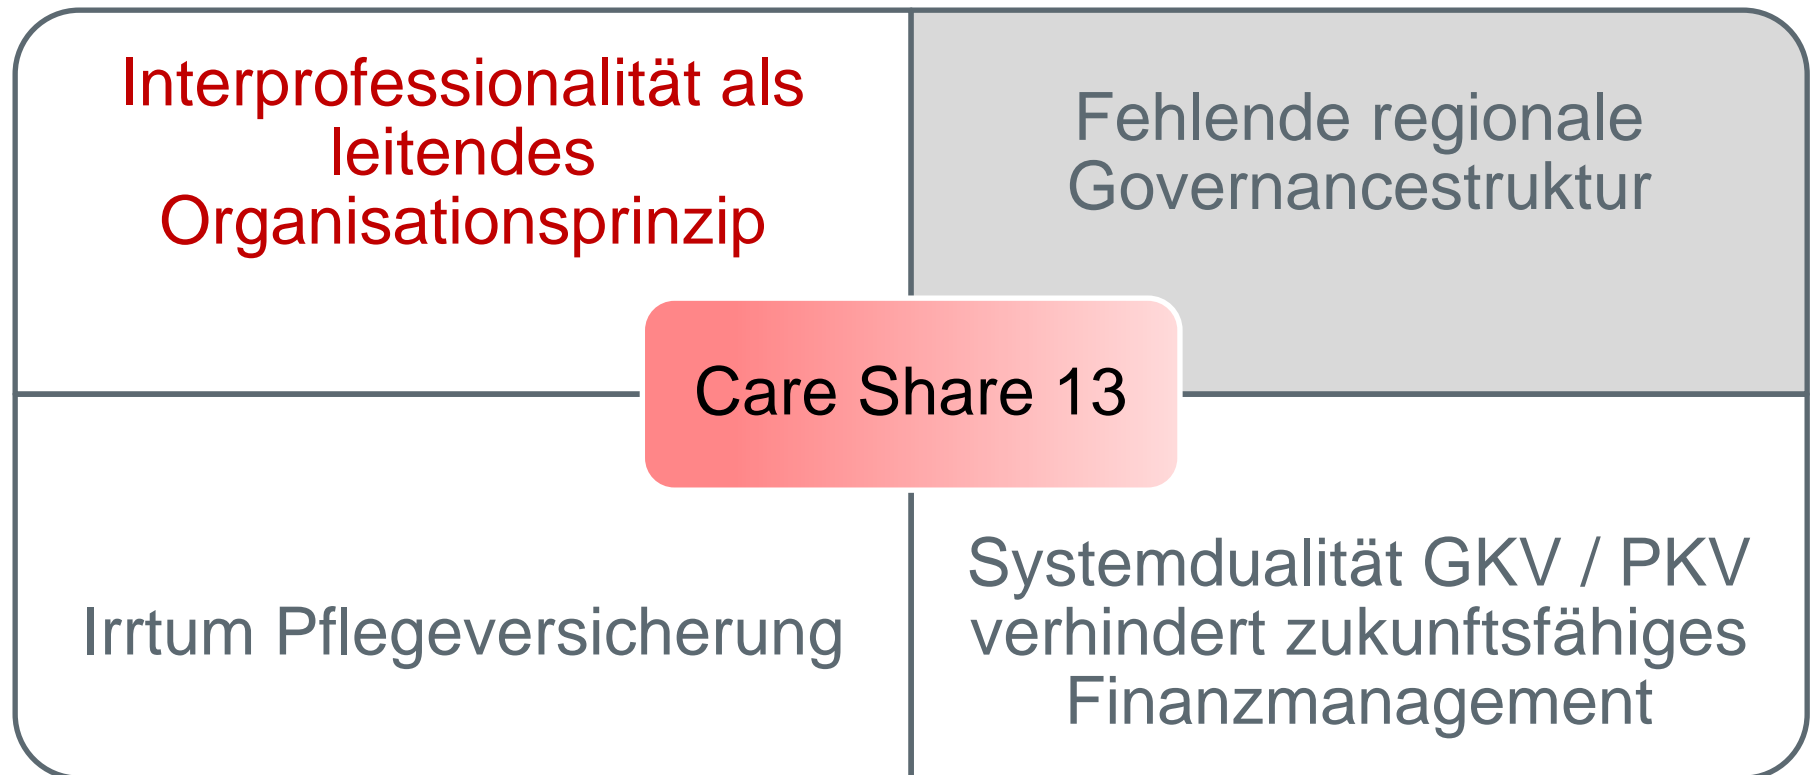 Interprofessionalität als
leitendes
Organisationsprinzip
Fehlende regionale
Governancestruktur
Care Share 13
Irrtum Pflegeversicherung
Systemdualität GKV / PKV
verhindert zukunftsfähiges
Finanzmanagement